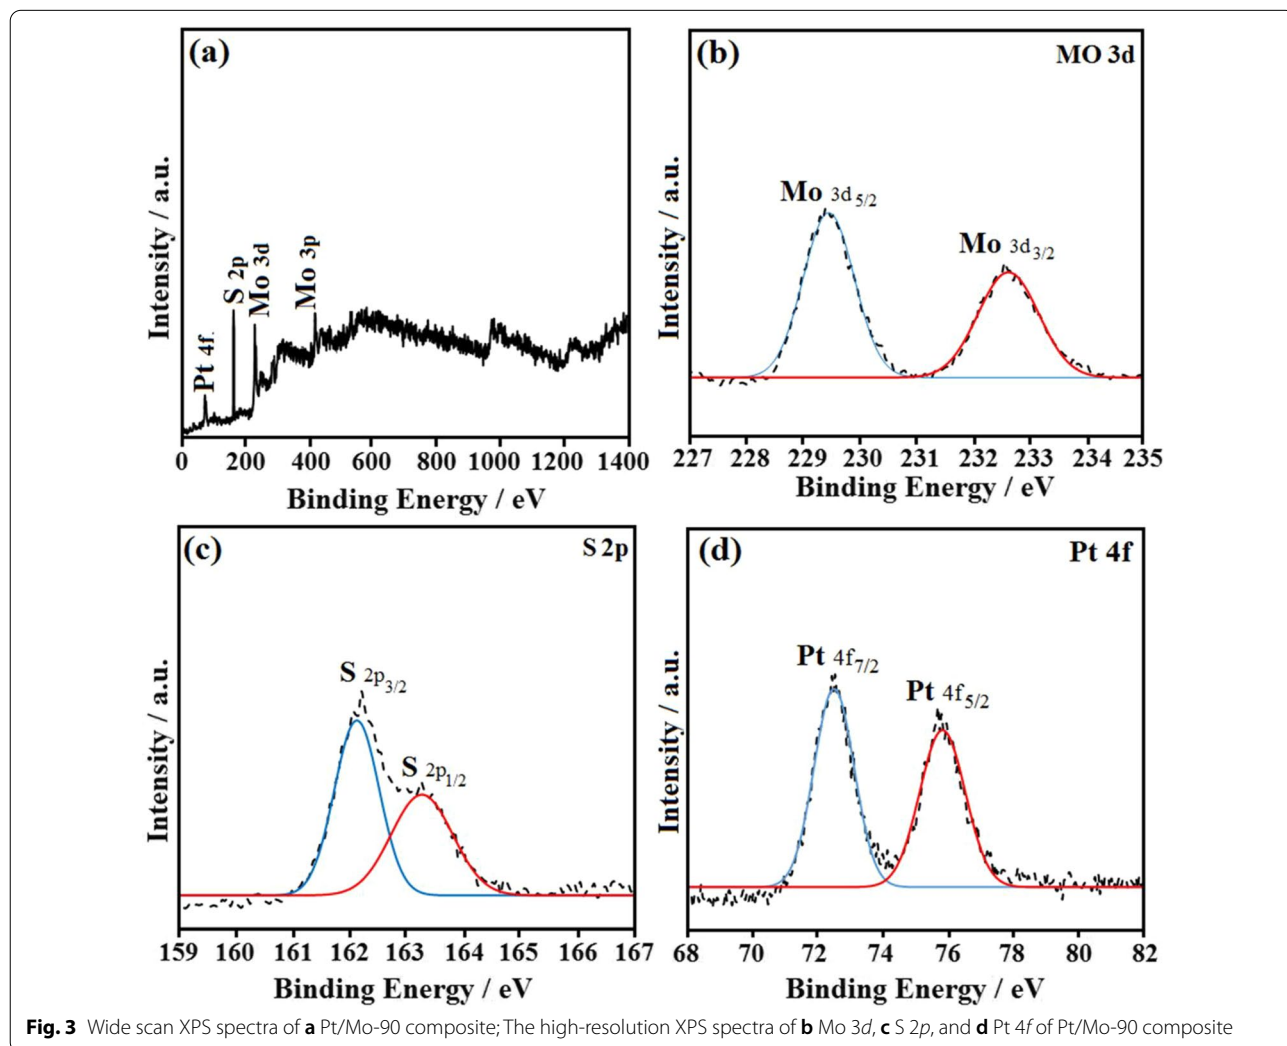 (a)
Intensity / a.u.
Pt 4f
S 2p
Mo 3d
Mo 3p
0 200 400 600 800 1000 1200 1400
Binding Energy / eV
(b)
MO 3d
Intensity / a.u.
Mo 3d5/2
Mo 3d3/2
227 228 229 230 231 232 233 234 235
Binding Energy / eV
(c)
S 2p
Intensity / a.u.
S 2p3/2
S 2p1/2
159 160 161 162 163 164 165 166 167
Binding Energy / eV
(d)
Pt 4f
Intensity / a.u.
Pt 4f7/2
Pt 4f5/2
68 70 72 74 76 78 80 82
Binding Energy / eV
Fig. 3 Wide scan XPS spectra of a Pt/Mo-90 composite; The high-resolution XPS spectra of b Mo 3d, c S 2p, and d Pt 4f of Pt/Mo-90 composite